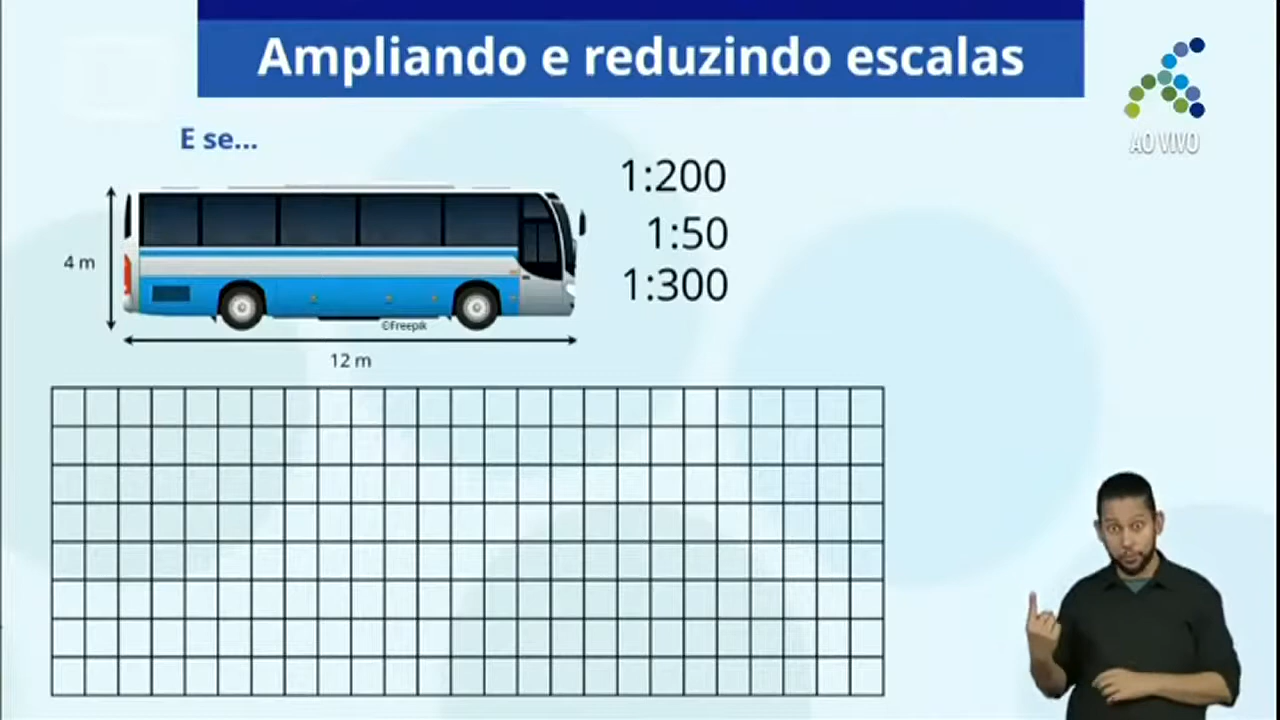 Ampliando e reduzindo escalas
AO VIVO
E se...
1:200
1:50
1:300
4 m
©Freepik
12 m